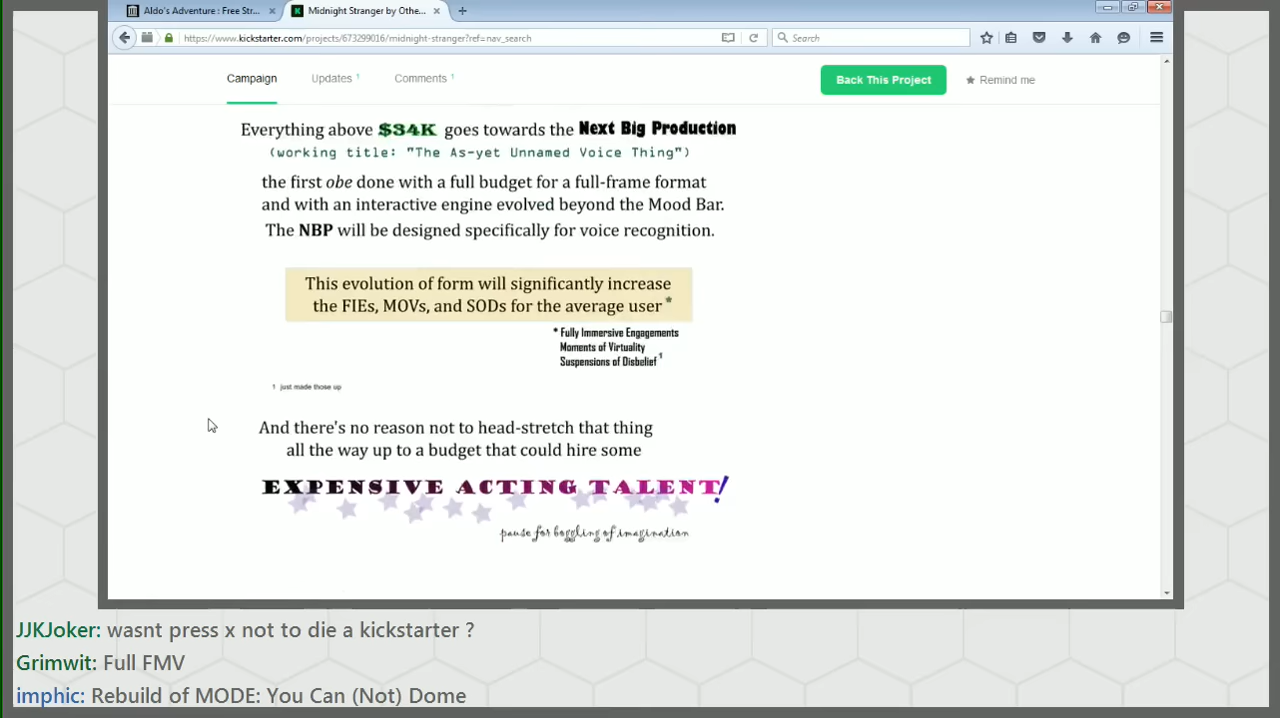 Aldo's Adventure : Free Str...
Midnight Stranger by Othe...
https://www.kickstarter.com/projects/673299016/midnight-stranger?ref=nav_search
Search
Campaign
Updates 1
Comments 1
Back This Project
Remind me
Everything above $34K goes towards the Next Big Production
(working title: "The As-yet Unnamed Voice Thing")
the first obe done with a full budget for a full-frame format
and with an interactive engine evolved beyond the Mood Bar.
The NBP will be designed specifically for voice recognition.
This evolution of form will significantly increase
the FIEs, MOVs, and SODs for the average user *
* Fully Immersive Engagements
Moments of Virtuality
Suspensions of Disbelief 1
1 just made those up
And there's no reason not to head-stretch that thing
all the way up to a budget that could hire some
EXPENSIVE ACTING TALENT!
pause for boggling of imagination
JJKJoker: wasnt press x not to die a kickstarter ?
Grimwit: Full FMV
imphic: Rebuild of MODE: You Can (Not) Dome